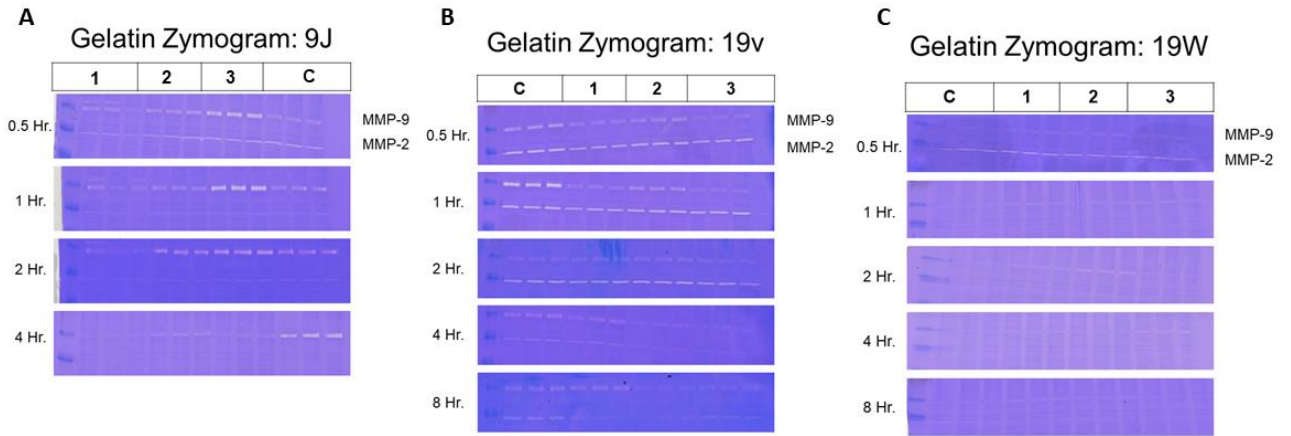 A
Gelatin Zymogram: 9J
1 2 3 C
0.5 Hr.
MMP-9
MMP-2
1 Hr.
2 Hr.
4 Hr.
B
Gelatin Zymogram: 19v
C 1 2 3
0.5 Hr.
MMP-9
MMP-2
1 Hr.
2 Hr.
4 Hr.
8 Hr.
C
Gelatin Zymogram: 19W
C 1 2 3
0.5 Hr.
MMP-9
MMP-2
1 Hr.
2 Hr.
4 Hr.
8 Hr.